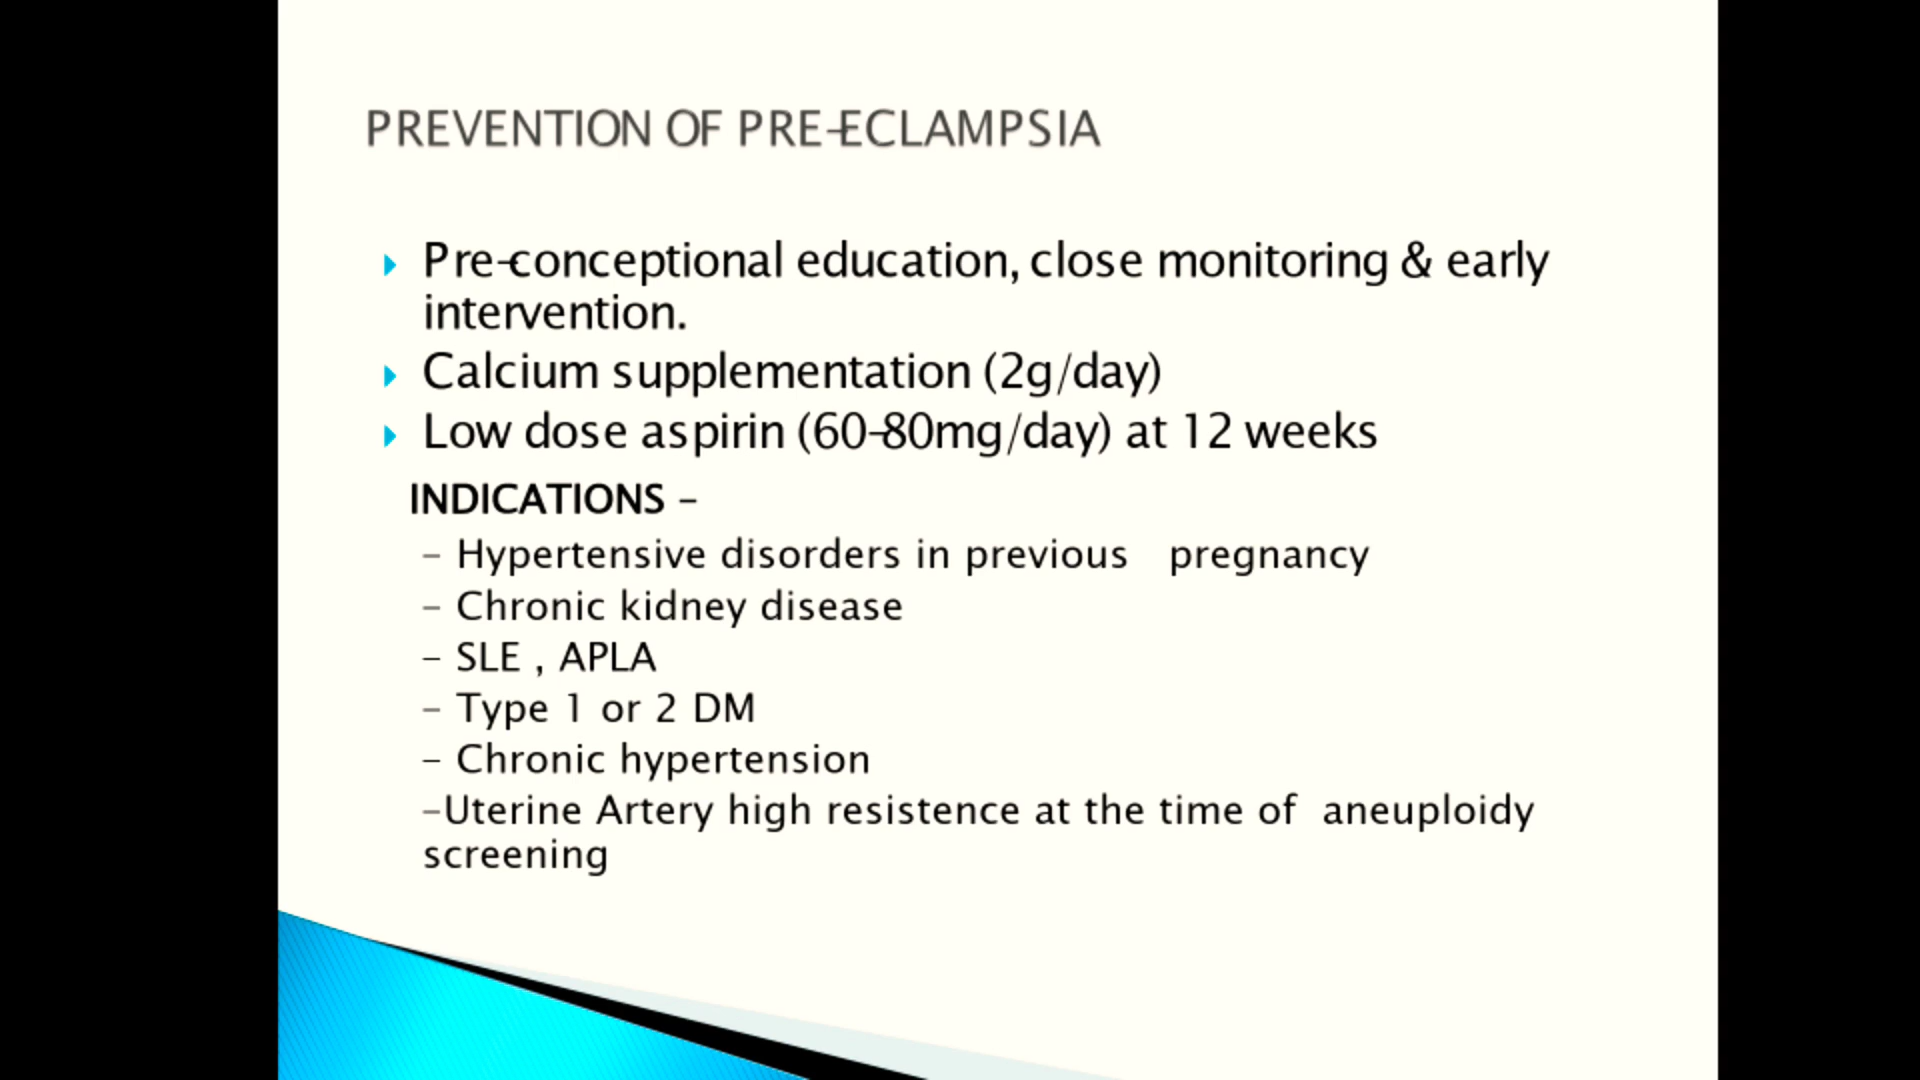 PREVENTION OF PRE-ECLAMPSIA
Pre-conceptional education, close monitoring & early
intervention.
Calcium supplementation (2g/day)
Low dose aspirin (60-80mg/day) at 12 weeks
INDICATIONS –
– Hypertensive disorders in previous pregnancy
– Chronic kidney disease
– SLE , APLA
– Type 1 or 2 DM
– Chronic hypertension
–Uterine Artery high resistence at the time of aneuploidy
screening